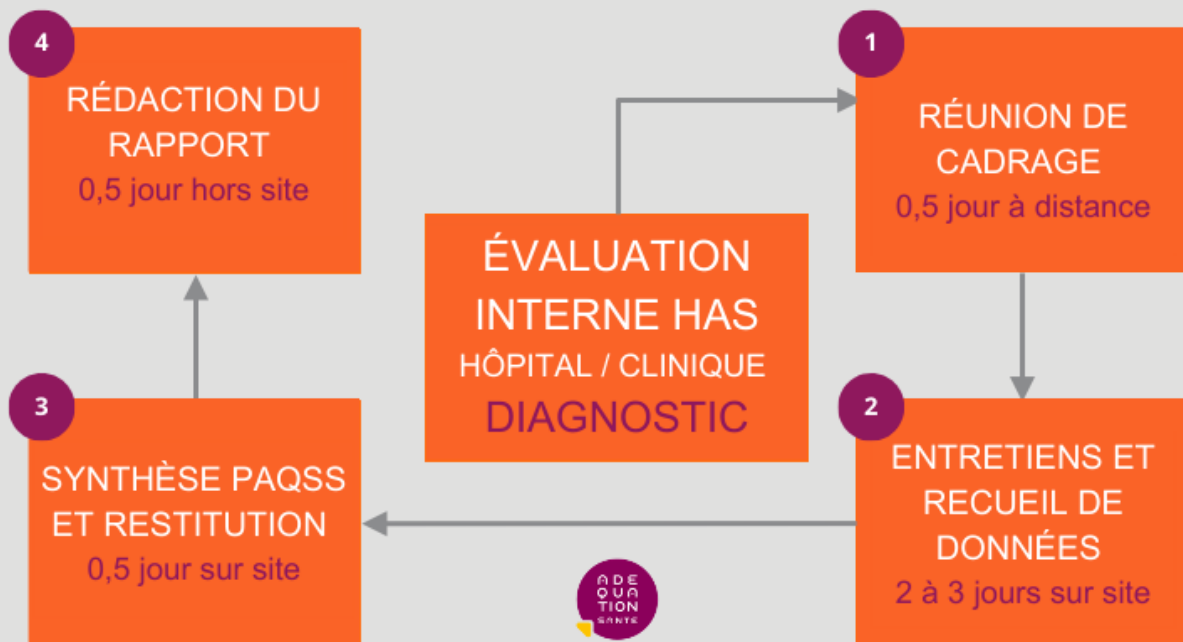 ÉVALUATION
INTERNE HAS
HÔPITAL / CLINIQUE
DIAGNOSTIC
1
RÉUNION DE
CADRAGE
0,5 jour à distance
2
ENTRETIENS ET
RECUEIL DE
DONNÉES
2 à 3 jours sur site
3
SYNTHÈSE PAQSS
ET RESTITUTION
0,5 jour sur site
4
RÉDACTION DU
RAPPORT
0,5 jour hors site
ADE
QUA
TION
SANTE